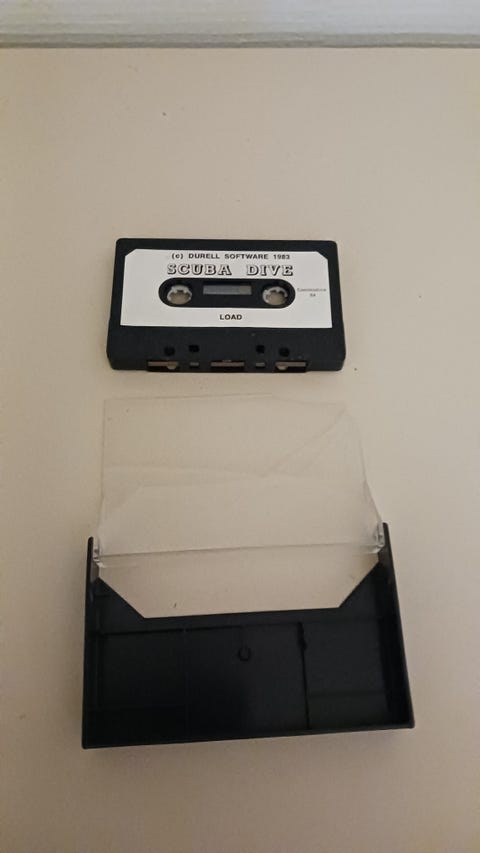 (c) DURELL SOFTWARE 1983
SCUBA DIVE
Commodore
64
LOAD